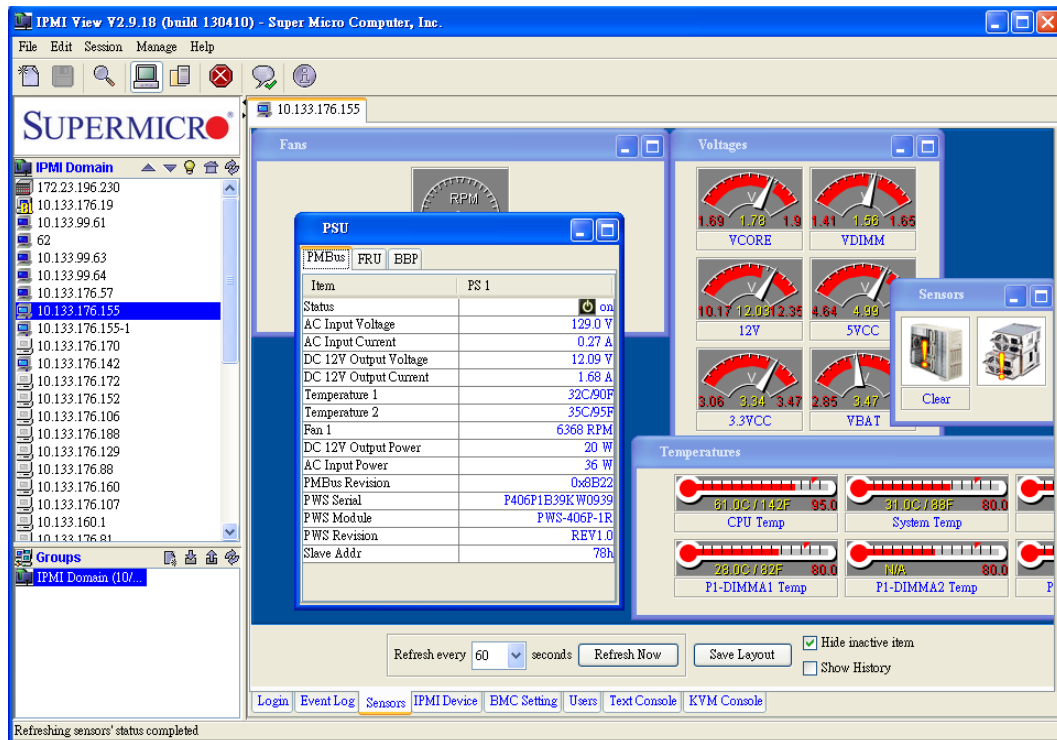 IPMI View V2.9.18 (build 130410) - Super Micro Computer, Inc.
File Edit Session Manage Help
SUPERMICRO
10.133.176.155
IPMI Domain
172.23.196.230
10.133.176.19
10.133.99.61
62
10.133.99.63
10.133.99.64
10.133.176.57
10.133.176.155
10.133.176.155-1
10.133.176.170
10.133.176.142
10.133.176.172
10.133.176.152
10.133.176.106
10.133.176.188
10.133.176.129
10.133.176.88
10.133.176.160
10.133.176.107
10.133.160.1
10.133.176.81
Groups
IPMI Domain (10/...
Fans
RPM
PSU
PMBus FRU BBP
Item PS 1
Status on
AC Input Voltage 129.0 V
AC Input Current 0.27 A
DC 12V Output Voltage 12.09 V
DC 12V Output Current 1.68 A
Temperature 1 32C/90F
Temperature 2 35C/95F
Fan 1 6368 RPM
DC 12V Output Power 20 W
AC Input Power 36 W
PMBus Revision 0x8B22
PWS Serial P406P1B39KW0939
PWS Module PWS-406P-1R
PWS Revision REV1.0
Slave Addr 78h
Voltages
V V
1.69 1.78 1.9 1.41 1.56 1.65
VCORE VDIMM
V V
10.17 12.03 12.35 4.64 4.99
12V 5VCC
V V
3.06 3.34 3.47 2.85 3.47
3.3VCC VBAT
Sensors
Clear
Temperatures
61.0C / 142F 95.0 31.0C / 88F 80.0
CPU Temp System Temp
28.0C / 82F 80.0 N/A 80.0
P1-DIMMA1 Temp P1-DIMMA2 Temp P
Refresh every 60 seconds Refresh Now Save Layout
Hide inactive item
Show History
Login Event Log Sensors IPMI Device BMC Setting Users Text Console KVM Console
Refreshing sensors' status completed